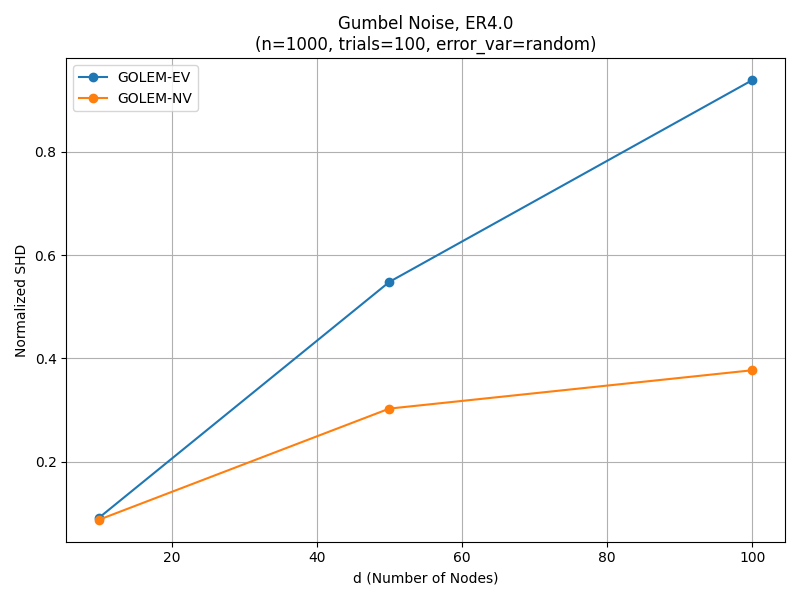 Gumbel Noise, ER4.0
(n=1000, trials=100, error_var=random)
GOLEM-EV
GOLEM-NV
Normalized SHD
0.8
0.6
0.4
0.2
20
40
60
80
100
d (Number of Nodes)